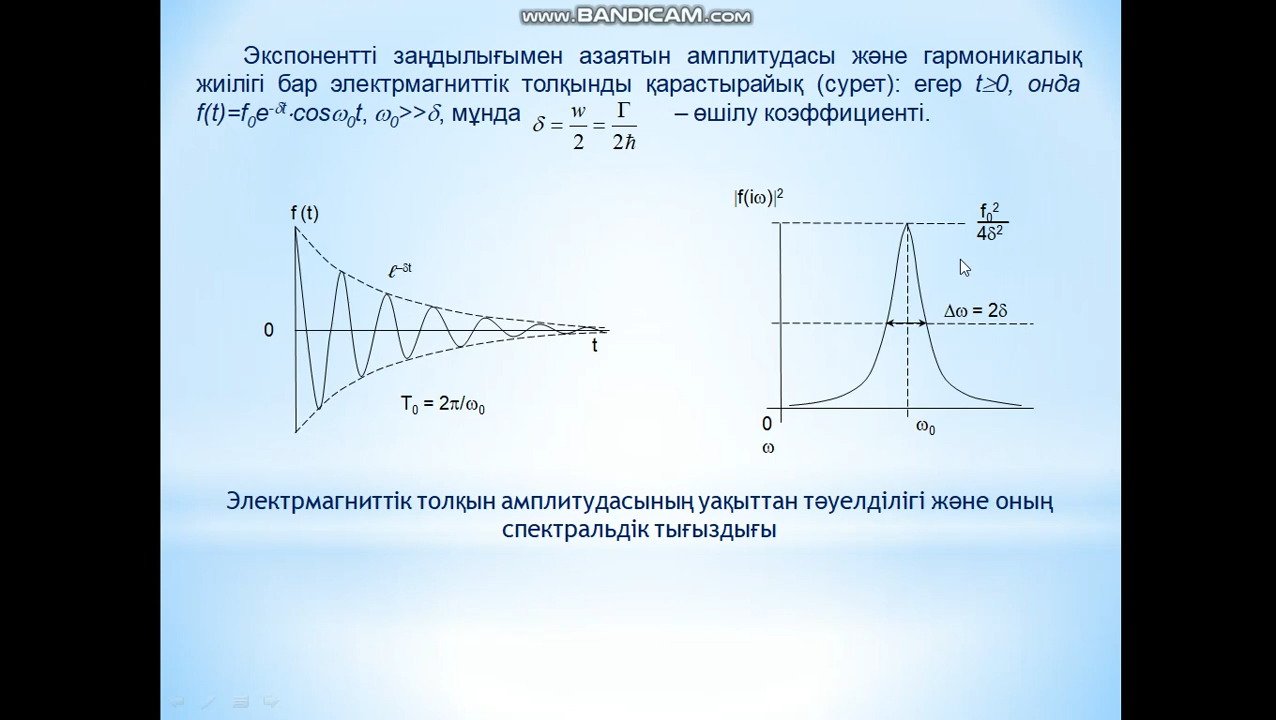 www.BANDICAM.com
Экспонентті заңдылығымен азаятын амплитудасы және гармоникалық
жиілігі бар электрмагниттік толқынды қарастырайық (сурет): егер t≥0, онда
f(t)=f₀e^-δt·cosω₀t, ω₀>>δ, мұнда δ = w/2 = Γ/2ħ – өшілу коэффициенті.
f (t)
ℓ^–δt
0
t
T₀ = 2π/ω₀
|f(iω)|²
f₀²/4δ²
Δω = 2δ
0
ω₀
ω
Электрмагниттік толқын амплитудасының уақыттан тәуелділігі және оның
спектральдік тығыздығы